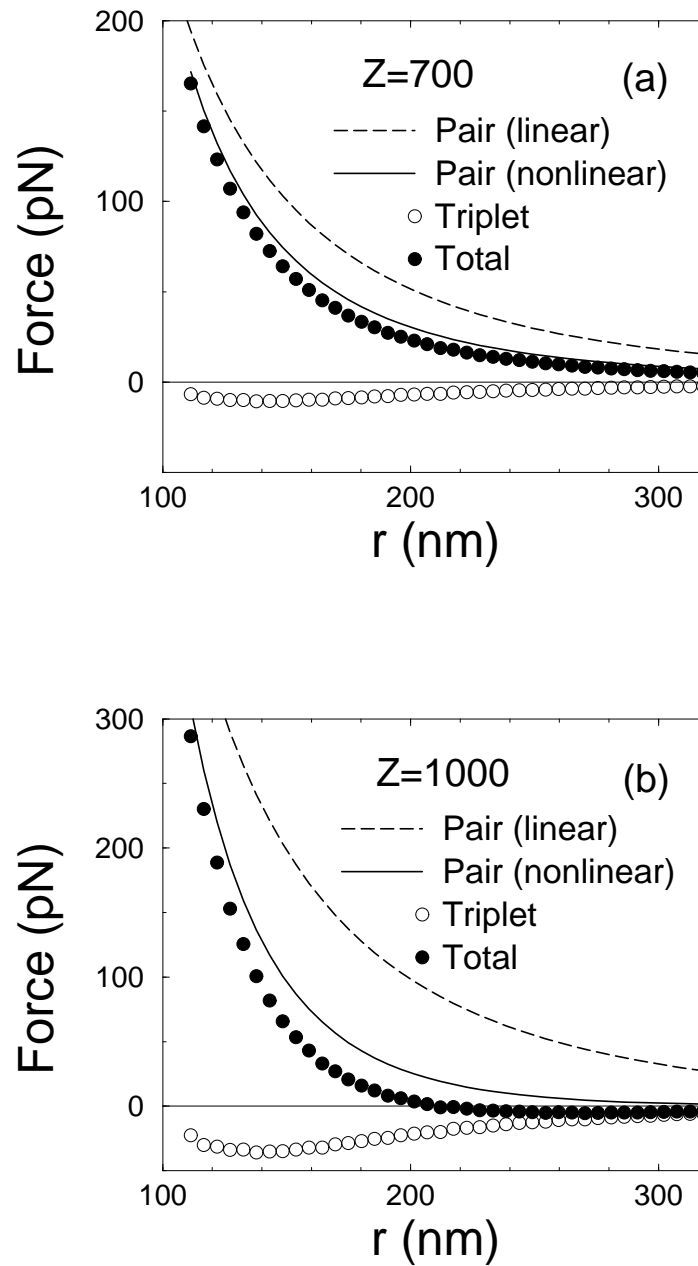 200
Z=700
(a)
Pair (linear)
Pair (nonlinear)
Triplet
Total
100
0
Force (pN)
100
200
300
r (nm)
300
Z=1000
(b)
Pair (linear)
Pair (nonlinear)
Triplet
Total
200
100
0
Force (pN)
100
200
300
r (nm)